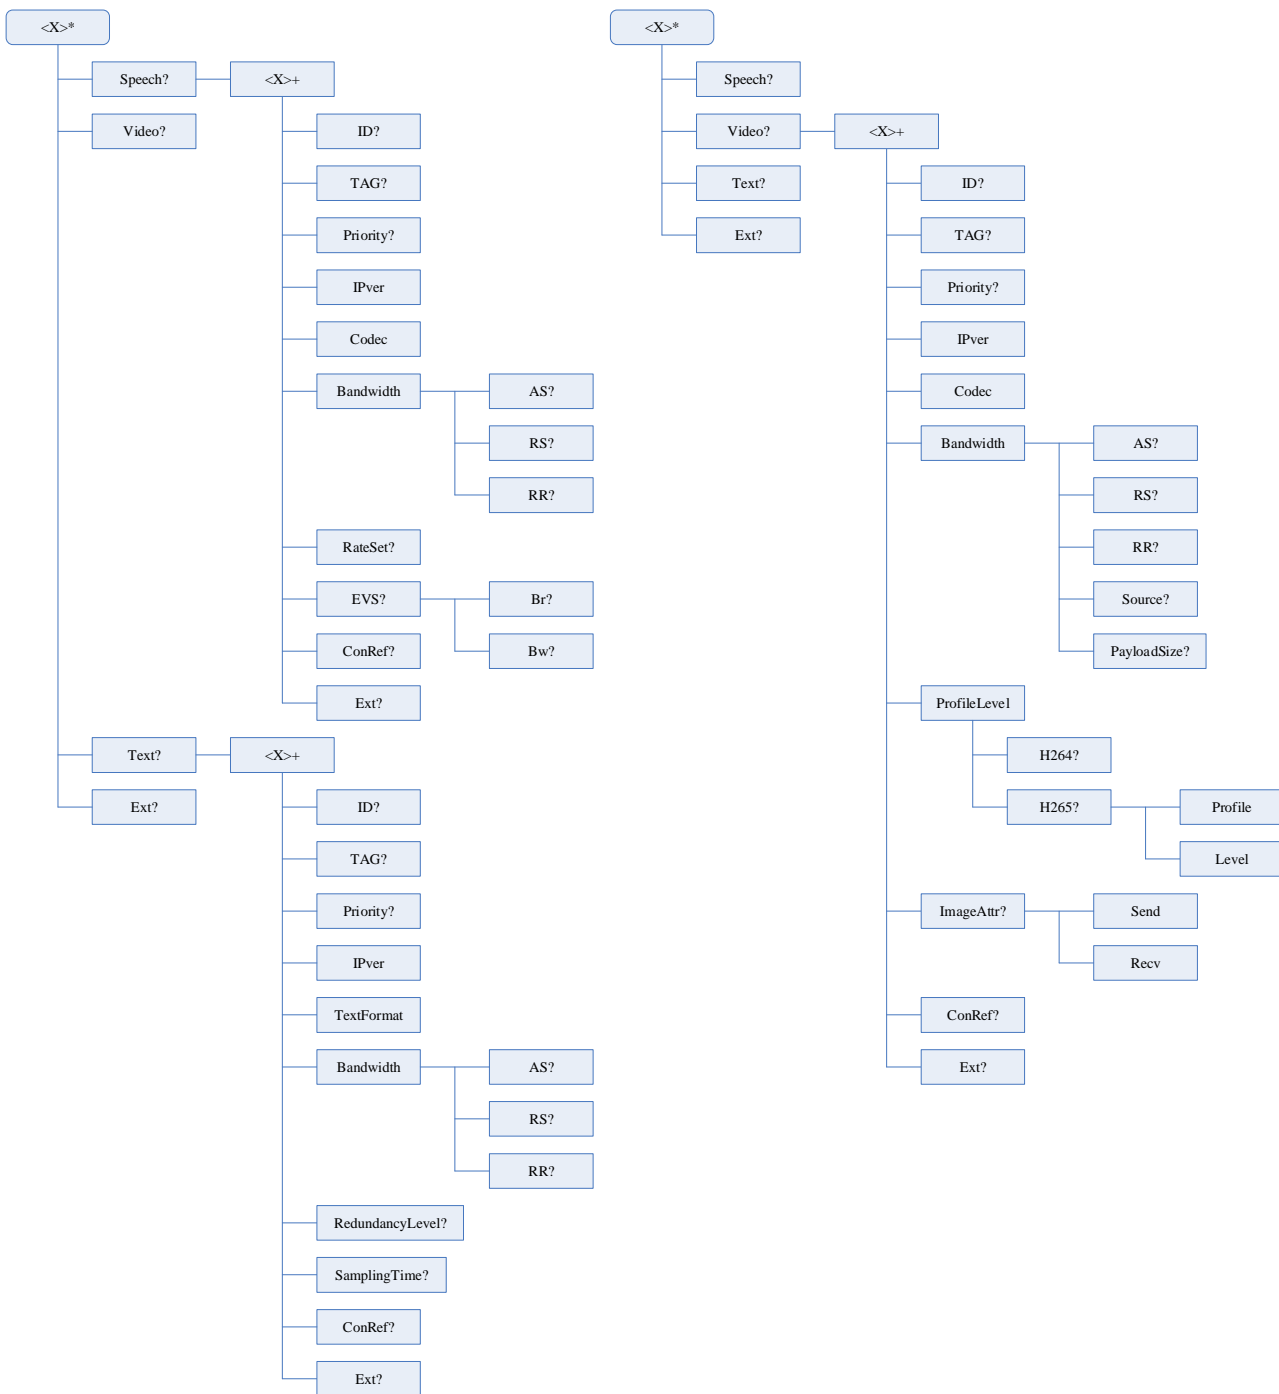 <X>*
Speech?
<X>+
Video?
ID?
TAG?
Priority?
IPver
Codec
Bandwidth
AS?
RS?
RR?
RateSet?
EVS?
Br?
Bw?
ConRef?
Ext?
Text?
<X>+
Ext?
ID?
TAG?
Priority?
IPver
TextFormat
Bandwidth
AS?
RS?
RR?
RedundancyLevel?
SamplingTime?
ConRef?
Ext?
<X>*
Speech?
Video?
<X>+
Text?
Ext?
ID?
TAG?
Priority?
IPver
Codec
Bandwidth
AS?
RS?
RR?
Source?
PayloadSize?
ProfileLevel
H264?
H265?
Profile
Level
ImageAttr?
Send
Recv
ConRef?
Ext?